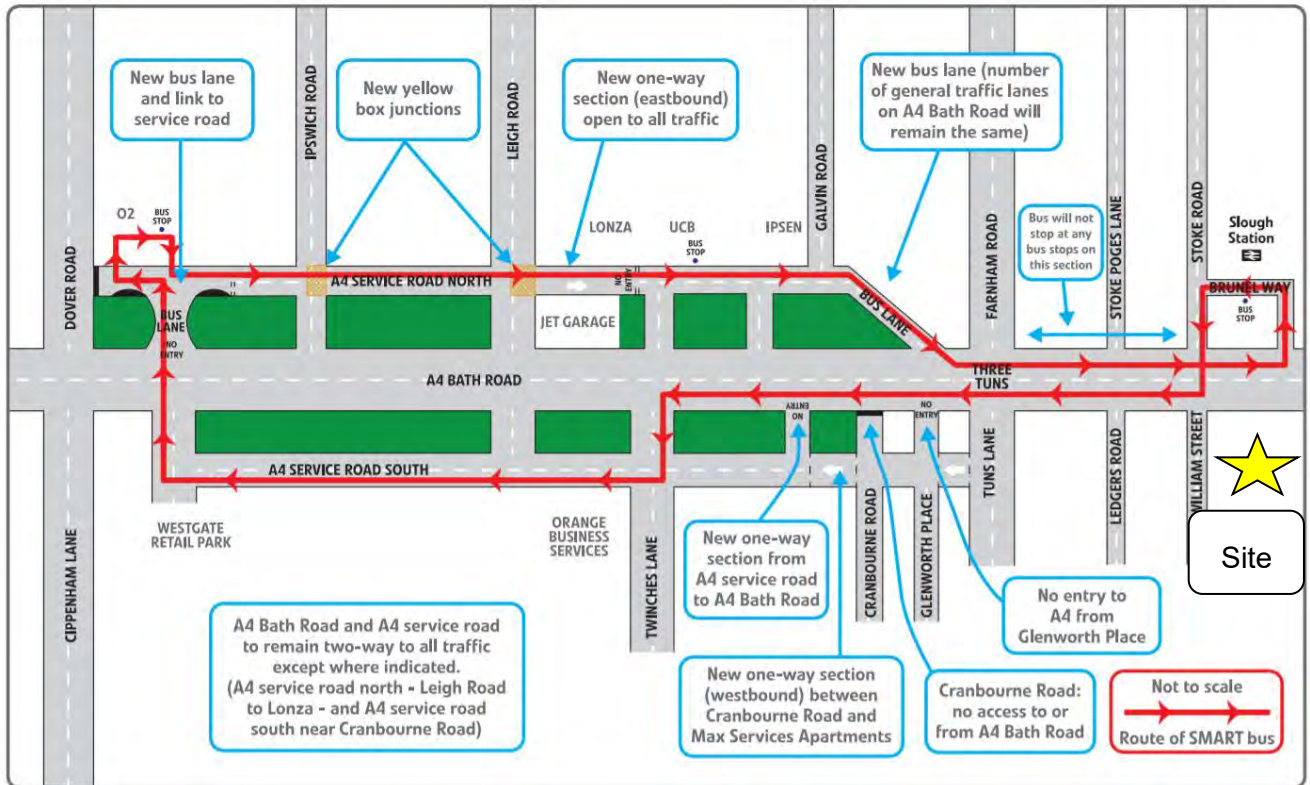 New bus lane
and link to
service road
IPSWICH ROAD
New yellow
box junctions
LEIGH ROAD
New one-way
section (eastbound)
open to all traffic
GALVIN ROAD
New bus lane (number
of general traffic lanes
on A4 Bath Road will
remain the same)
FARNHAM ROAD
Bus will not
stop at any
bus stops on
this section
STOKE POGES LANE
STOKE ROAD
Slough
Station
BRUNEL WAY
BUS
STOP
DOVER ROAD
O2
BUS
STOP
BUS
LANE
NO
ENTRY
A4 SERVICE ROAD NORTH
LONZA
UCB
BUS
STOP
IPSEN
NO
ENTRY
JET GARAGE
BUS LANE
THREE
TUNS
A4 BATH ROAD
NO
ENTRY
NO
ENTRY
A4 SERVICE ROAD SOUTH
CIPPENHAM LANE
WESTGATE
RETAIL PARK
ORANGE
BUSINESS
SERVICES
TWINCHES LANE
CRANBOURNE ROAD
GLENWORTH PLACE
TUNS LANE
LEDGERS ROAD
WILLIAM STREET
Site
New one-way
section from
A4 service road
to A4 Bath Road
No entry to
A4 from
Glenworth Place
A4 Bath Road and A4 service road
to remain two-way to all traffic
except where indicated.
(A4 service road north - Leigh Road
to Lonza - and A4 service road
south near Cranbourne Road)
New one-way section
(westbound) between
Cranbourne Road and
Max Services Apartments
Cranbourne Road:
no access to or
from A4 Bath Road
Not to scale
Route of SMART bus